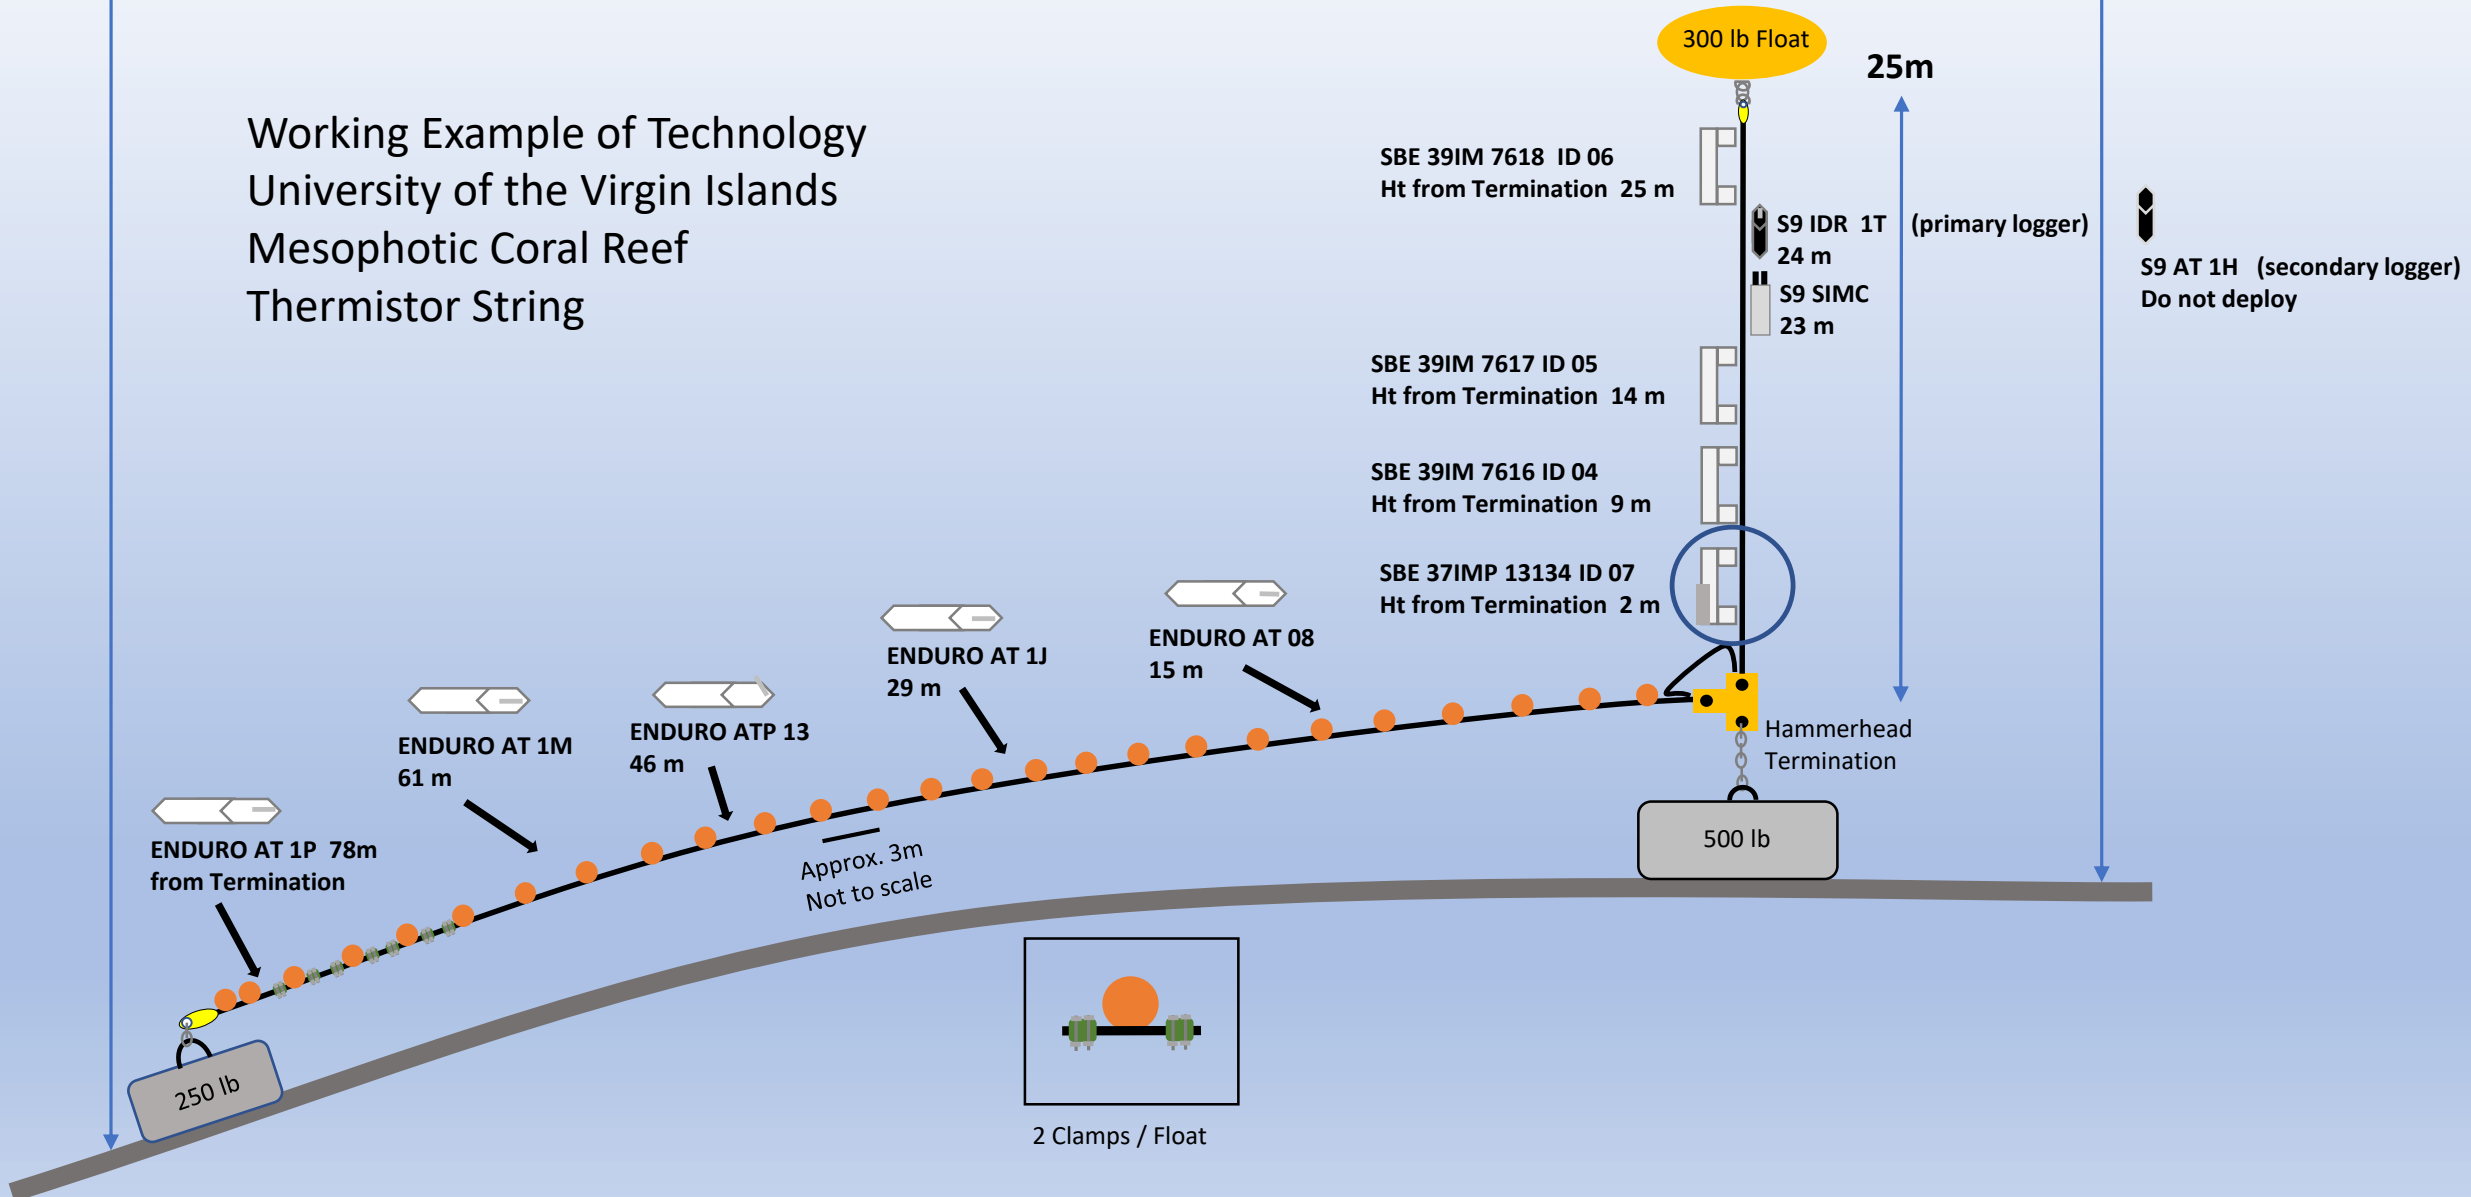 300 lb Float
25m
Working Example of Technology
University of the Virgin Islands
Mesophotic Coral Reef
Thermistor String
SBE 39IM 7618  ID 06
Ht from Termination  25 m
S9 IDR  1T    (primary logger)
24 m
S9 SIMC
23 m
S9 AT 1H   (secondary logger)
Do not deploy
SBE 39IM 7617 ID 05
Ht from Termination  14 m
SBE 39IM 7616 ID 04
Ht from Termination  9 m
SBE 37IMP 13134 ID 07
Ht from Termination  2 m
ENDURO AT 08
15 m
ENDURO AT 1J
29 m
ENDURO ATP 13
46 m
ENDURO AT 1M
61 m
ENDURO AT 1P  78m
from Termination
Hammerhead
Termination
500 lb
Approx. 3m
Not to scale
250 lb
2 Clamps / Float